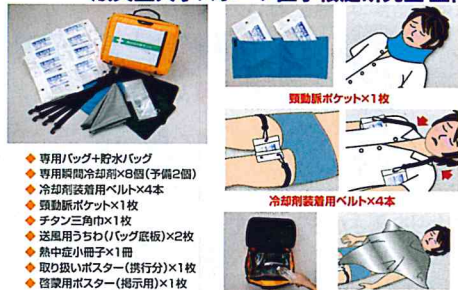 頸動脈ポケット×1枚
冷却剤装着用ベルト×4本
◆ 専用バッグ+貯水バッグ
◆ 専用瞬間冷却剤×8個(予備2個)
◆ 冷却剤装着用ベルト×4本
◆ 頸動脈ポケット×1枚
◆ チタン三角巾×1枚
◆ 送風用うちわ(バッグ底板)×2枚
◆ 熱中症小冊子×1冊
◆ 取り扱いポスター(携行分)×1枚
◆ 啓蒙用ポスター(掲示用)×1枚